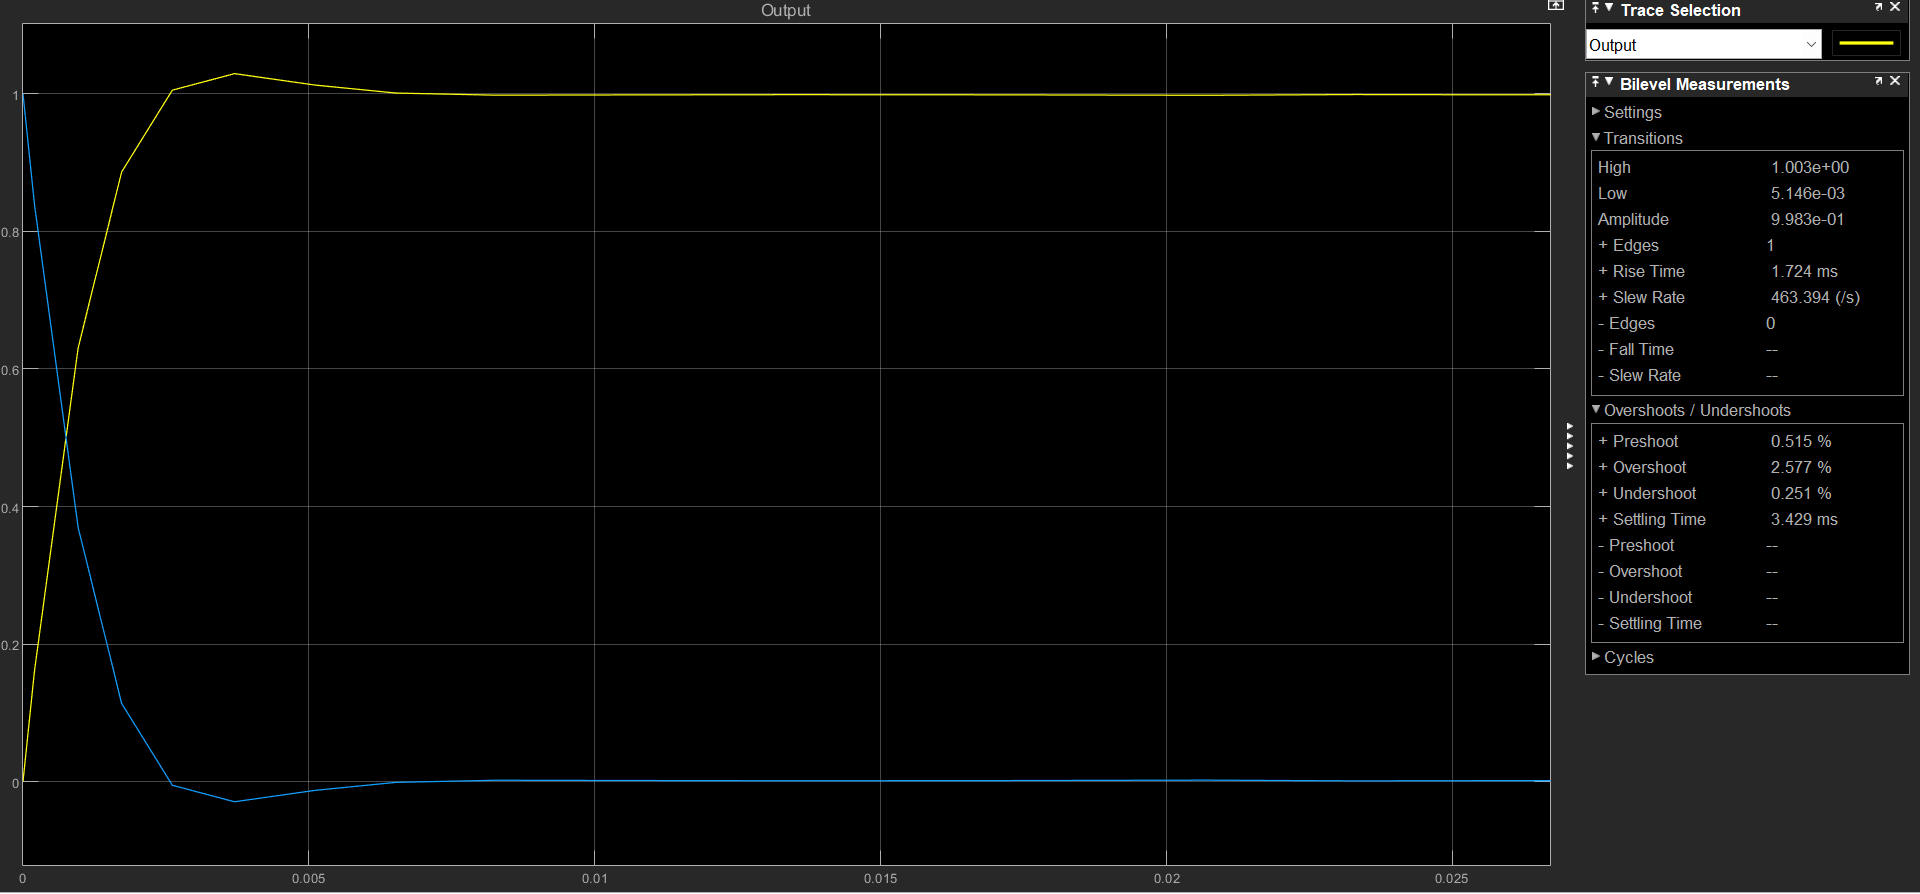 Output
1
0.8
0.6
0.4
0.2
0
0
0.005
0.01
0.015
0.02
0.025
Trace Selection
Output
Bilevel Measurements
Settings
Transitions
High 1.003e+00
Low 5.146e-03
Amplitude 9.983e-01
+ Edges 1
+ Rise Time 1.724 ms
+ Slew Rate 463.394 (/s)
- Edges 0
- Fall Time --
- Slew Rate --
Overshoots / Undershoots
+ Preshoot 0.515 %
+ Overshoot 2.577 %
+ Undershoot 0.251 %
+ Settling Time 3.429 ms
- Preshoot --
- Overshoot --
- Undershoot --
- Settling Time --
Cycles